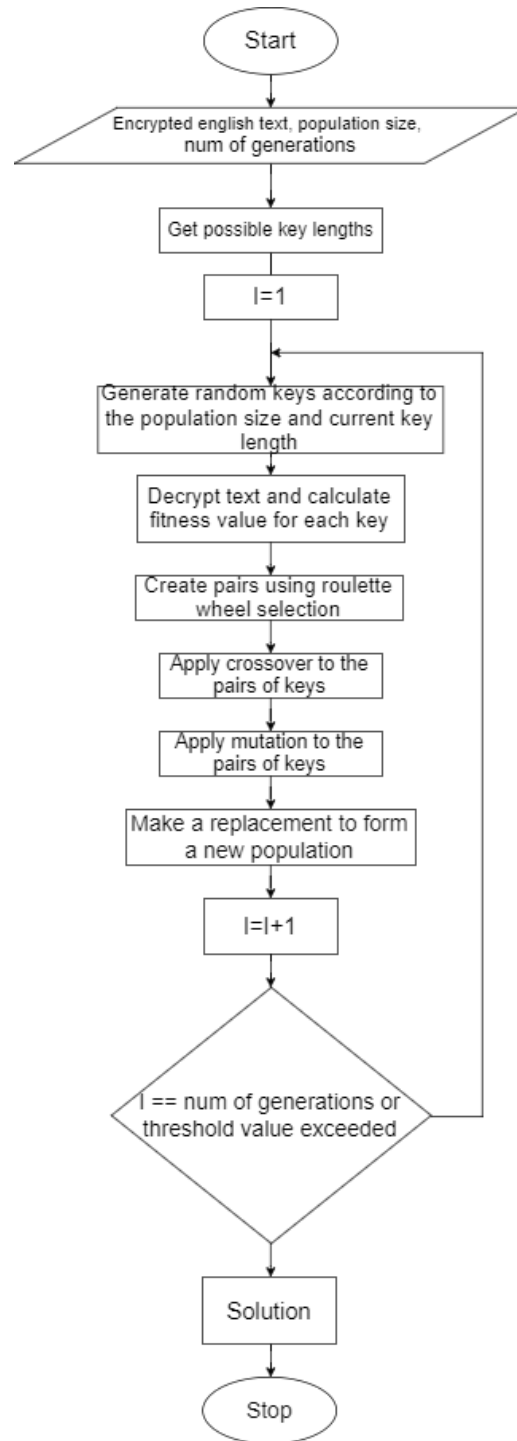 Start
Encrypted english text, population size,
num of generations
Get possible key lengths
I=1
Generate random keys according to
the population size and current key
length
Decrypt text and calculate
fitness value for each key
Create pairs using roulette
wheel selection
Apply crossover to the
pairs of keys
Apply mutation to the
pairs of keys
Make a replacement to form
a new population
I=I+1
I == num of generations or
threshold value exceeded
Solution
Stop